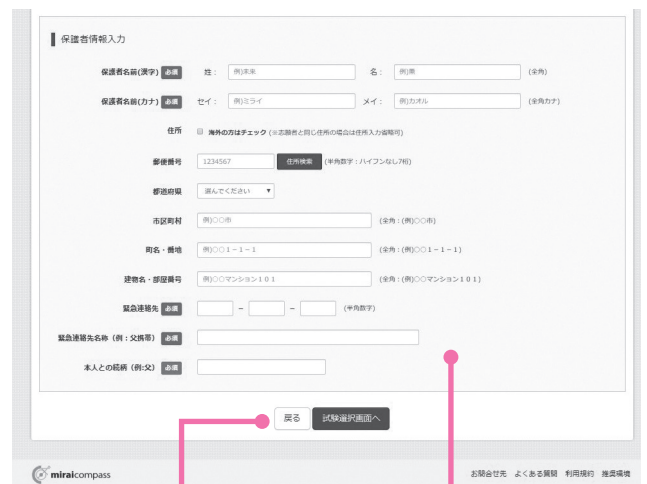 保護者情報入力
保護者名前(漢字) 必須 姓： 例)未来 名： 例)薫 (全角)
保護者名前(カナ) 必須 セイ： 例)ミライ メイ： 例)カオル (全角カナ)
住所 海外の方はチェック (※志願者と同じ住所の場合は住所入力省略可)
郵便番号 1234567 住所検索 (半角数字：ハイフンなし7桁)
都道府県 選んでください ▼
市区町村 例)○○市 (全角：(例)○○市)
町名・番地 例)○○１－１－１ (全角：(例)○○１－１－１)
建物名・部屋番号 例)○○マンション１０１ (全角：(例)○○マンション１０１)
緊急連絡先 必須 － － (半角数字)
緊急連絡先名称（例：父携帯） 必須
本人との続柄（例:父） 必須
戻る 試験選択画面へ
miraicompass お問合せ先 よくある質問 利用規約 推奨環境